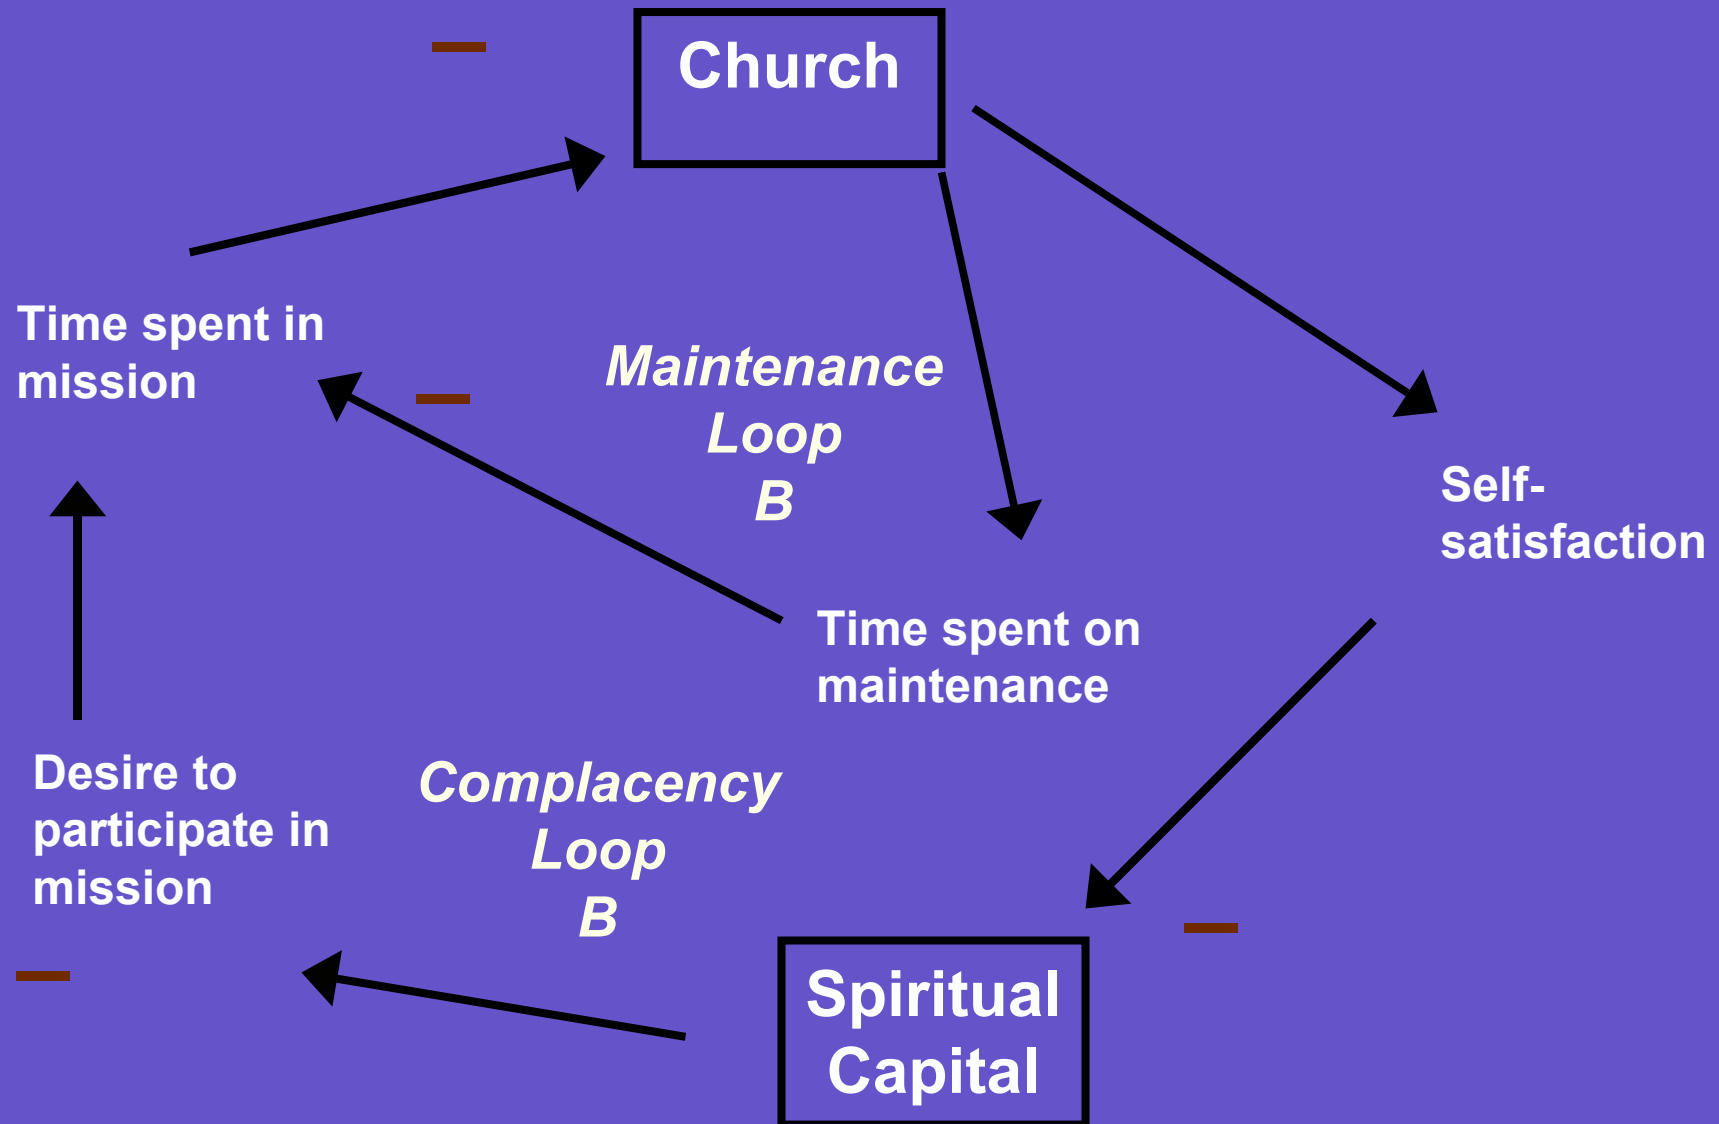 Church
Time spent in
mission
Maintenance
Loop
B
Self-
satisfaction
Time spent on
maintenance
Desire to
participate in
mission
Complacency
Loop
B
Spiritual
Capital